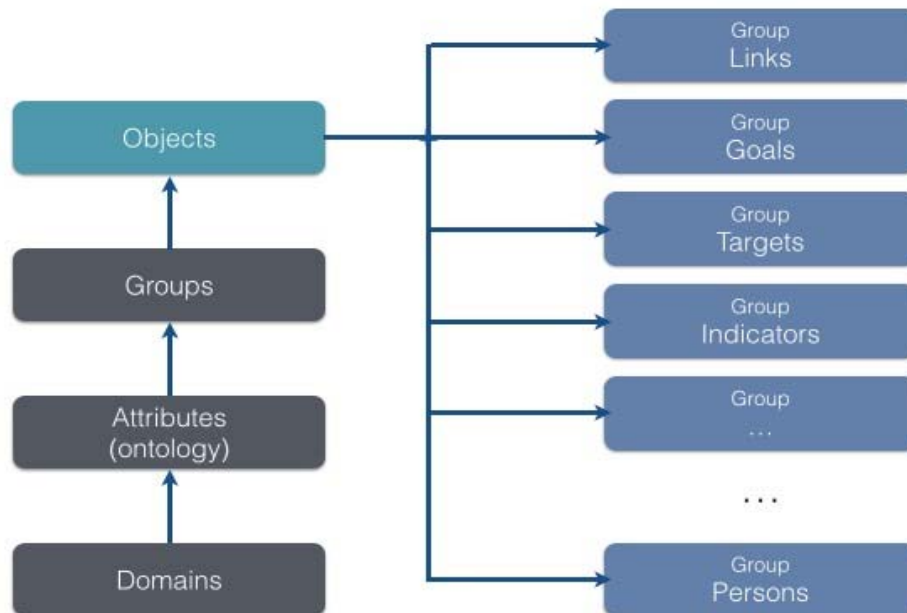 Objects
Groups
Attributes
(ontology)
Domains
Group
Links
Group
Goals
Group
Targets
Group
Indicators
Group
...
...
Group
Persons